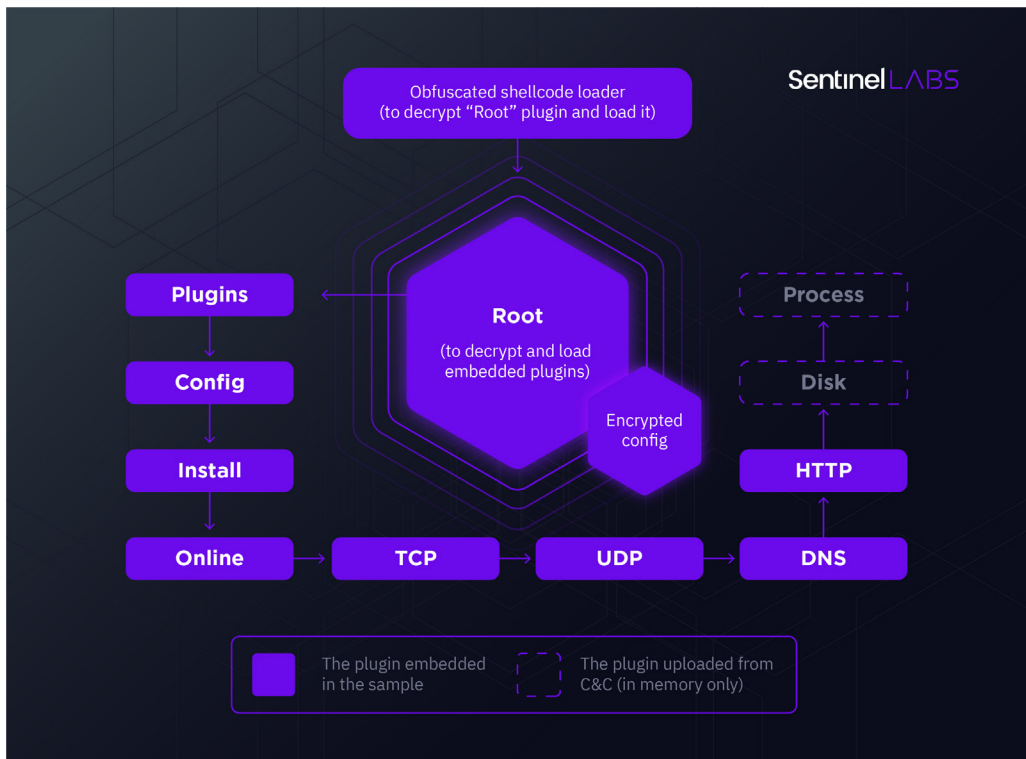 SentinelLABS
Obfuscated shellcode loader
(to decrypt “Root” plugin and load it)
Plugins
Root
(to decrypt and load
embedded plugins)
Process
Config
Disk
Encrypted
config
Install
HTTP
Online
TCP
UDP
DNS
The plugin embedded
in the sample
The plugin uploaded from
C&C (in memory only)